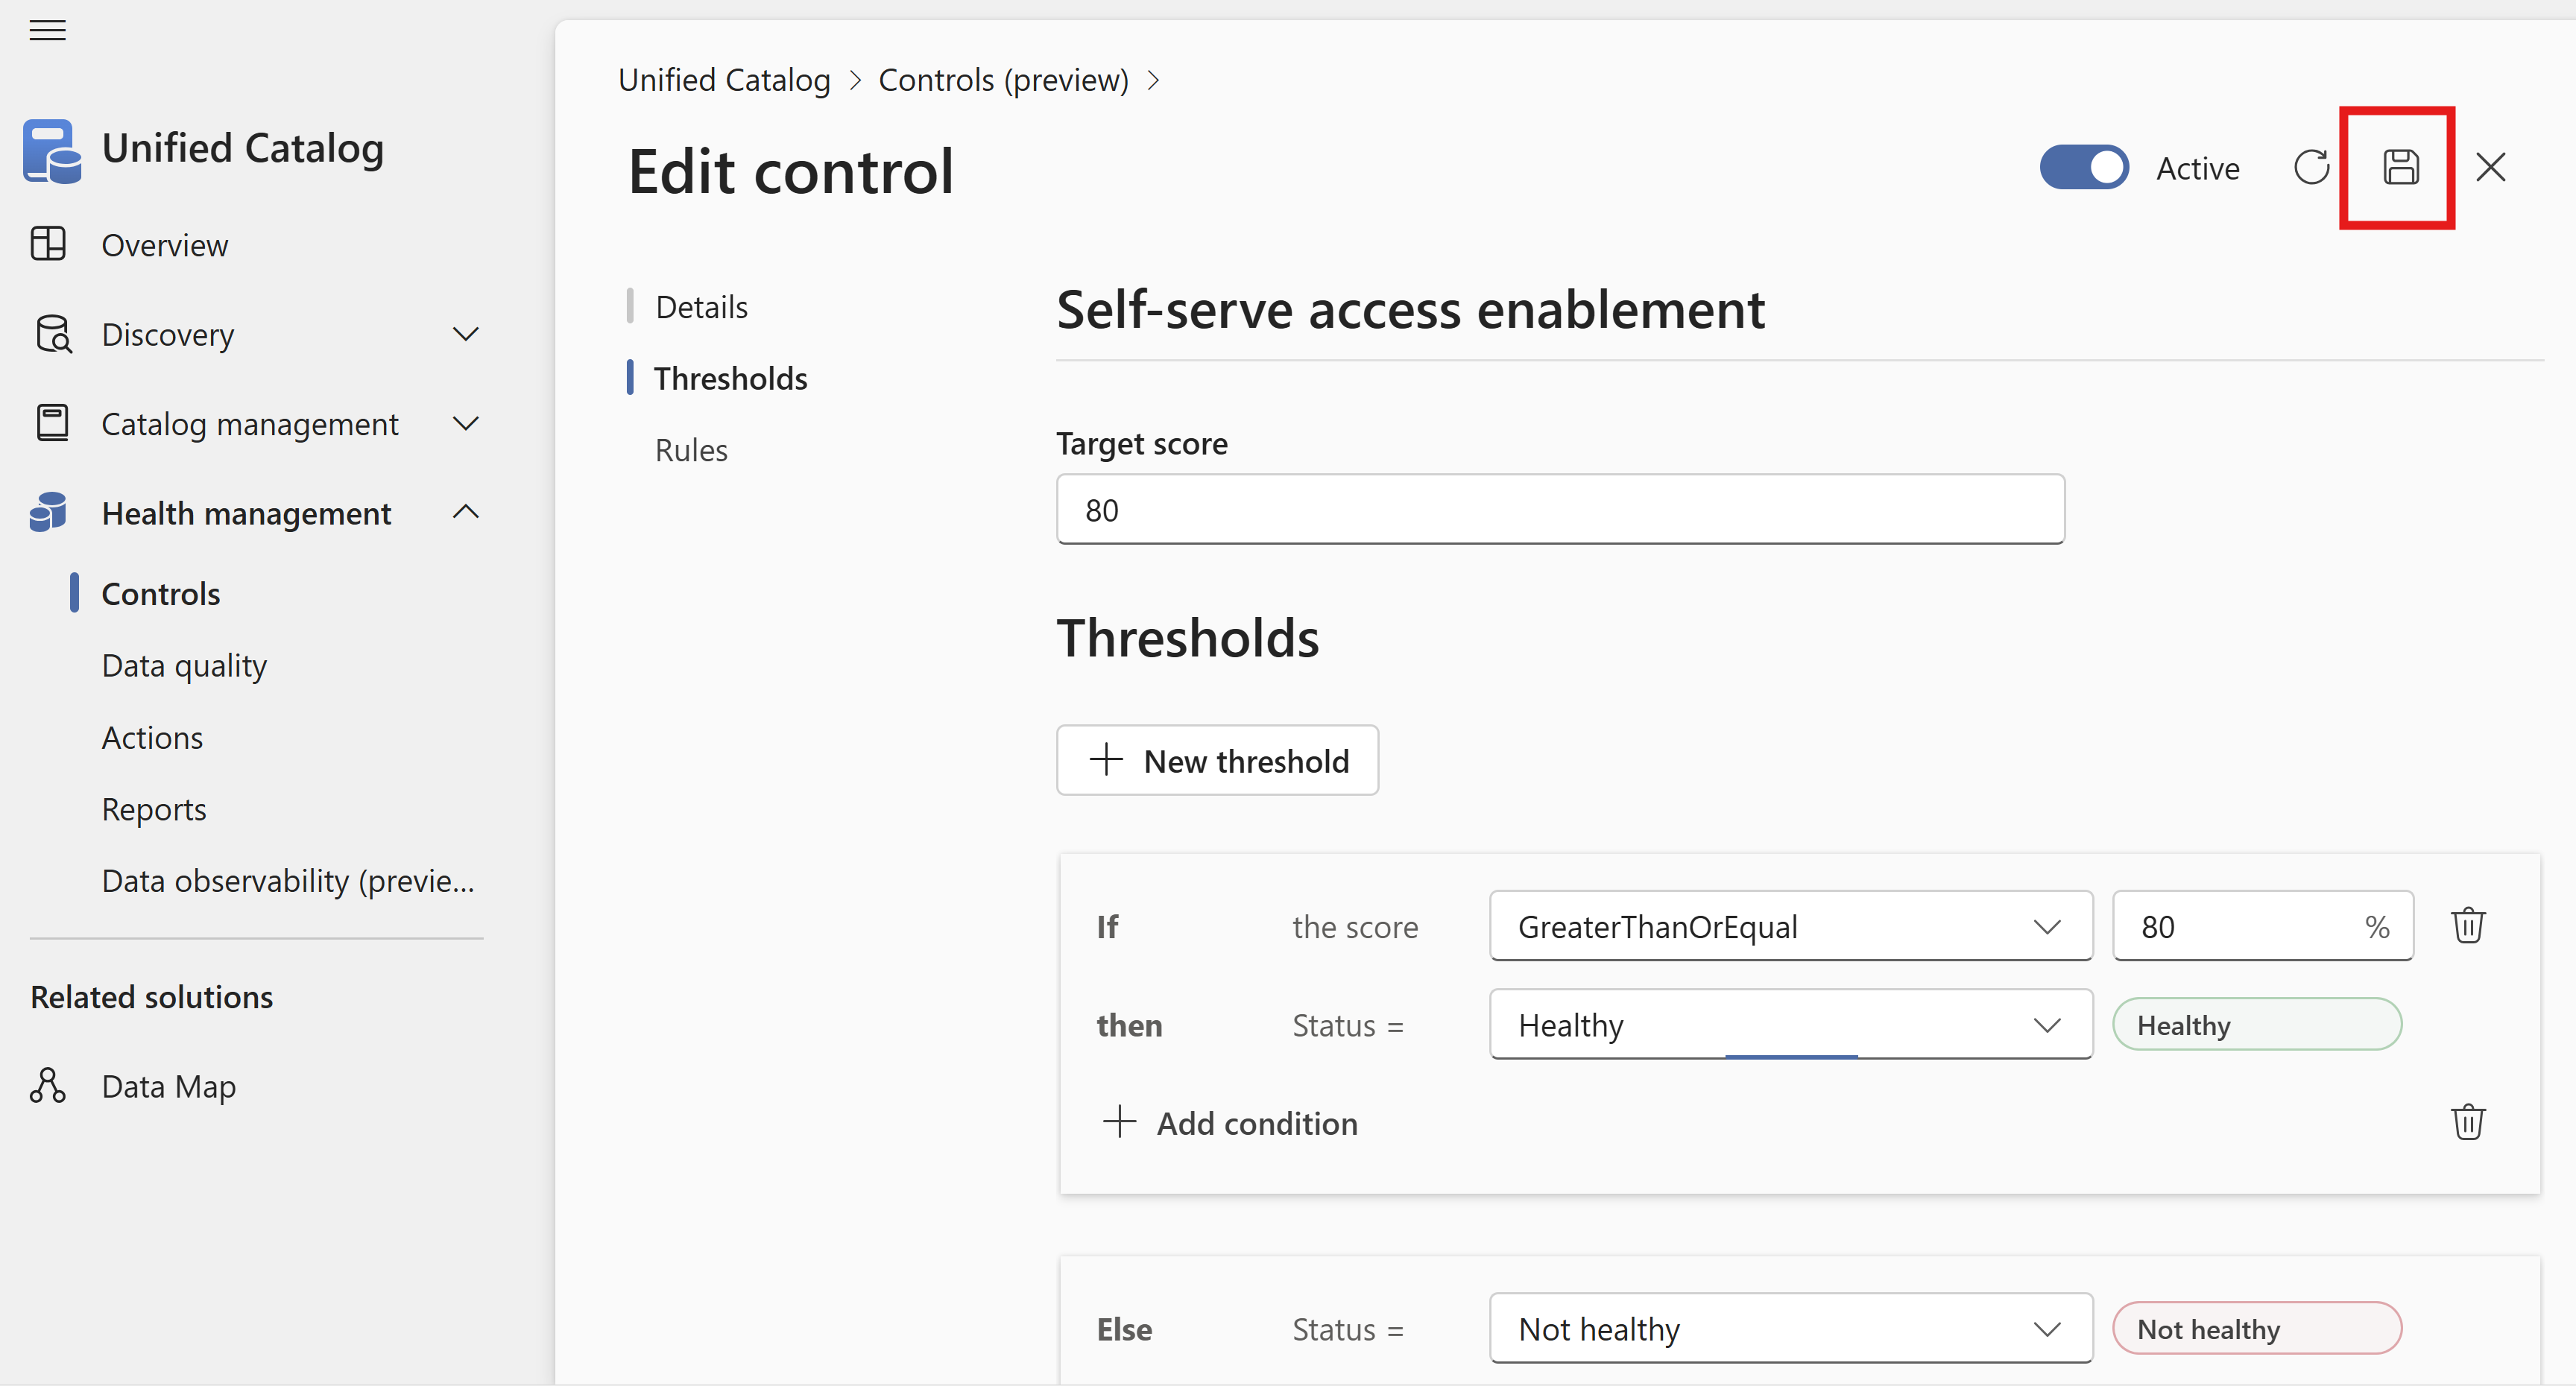 Unified Catalog
Overview
Discovery
Catalog management
Health management
Controls
Data quality
Actions
Reports
Data observability (previe...
Related solutions
Data Map
Unified Catalog > Controls (preview) >
Edit control
Active
Details
Thresholds
Rules
Self-serve access enablement
Target score
80
Thresholds
+ New threshold
If the score GreaterThanOrEqual 80 %
then Status = Healthy Healthy
+ Add condition
Else Status = Not healthy Not healthy